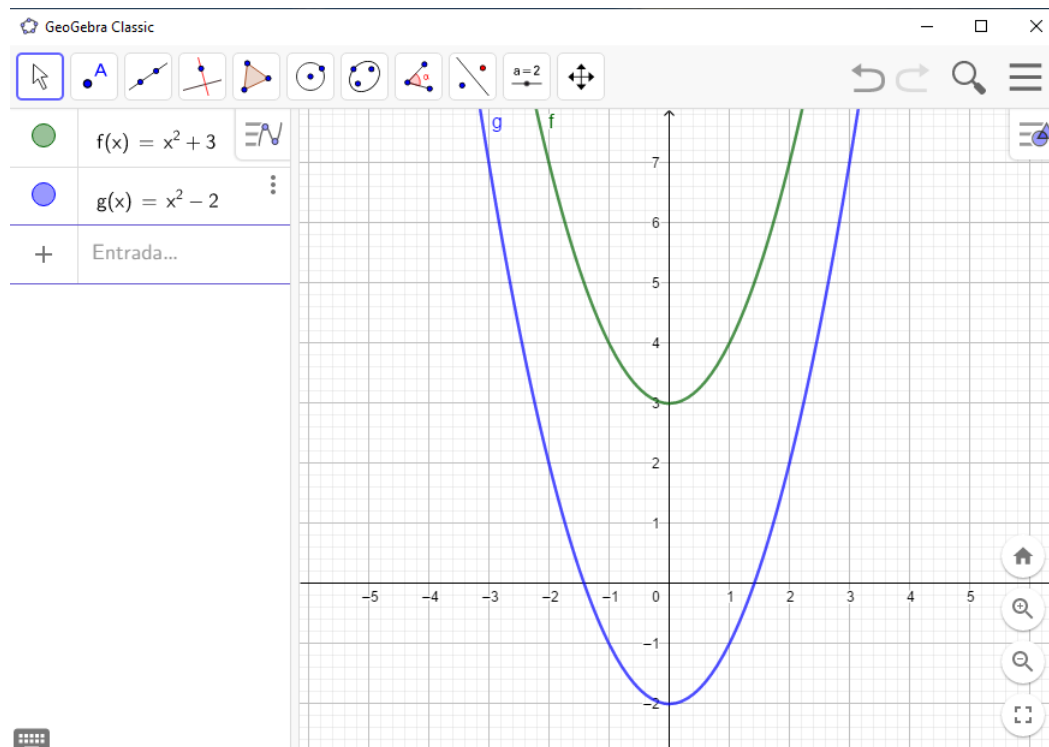 GeoGebra Classic
A
α
a=2
f(x) = x² + 3
g(x) = x² − 2
+ Entrada...
g
f
7
6
5
4
3
2
1
−5 −4 −3 −2 −1 0 1 2 3 4 5
−1
−2